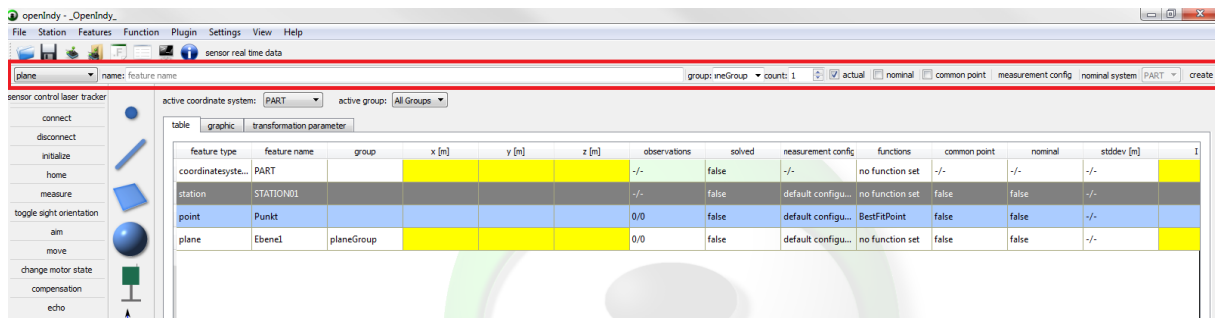 openIndy - _OpenIndy_
File Station Features Function Plugin Settings View Help
sensor real time data
plane name: feature name group: ineGroup count: 1 actual nominal common point measurement config nominal system PART create
sensor control laser tracker
connect
disconnect
initialize
home
measure
toggle sight orientation
aim
move
change motor state
compensation
echo
active coordinate system: PART active group: All Groups
table graphic transformation parameter
feature type feature name group x [m] y [m] z [m] observations solved neasurement config functions common point nominal stddev [m] I
coordinatesyste... PART -/- false -/- no function set -/- -/- -/-
station STATION01 -/- false default configu... no function set false false -/-
point Punkt 0/0 false default configu... BestFitPoint false false -/-
plane Ebene1 planeGroup 0/0 false default configu... no function set false false -/-